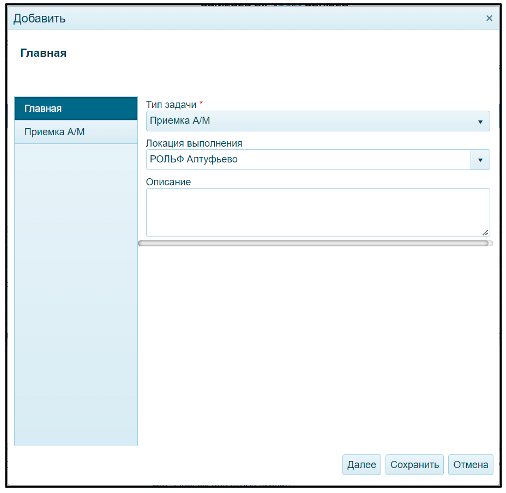 Добавить
Главная
Главная
Приемка А/М
Тип задачи *
Приемка А/М
Локация выполнения
РОЛЬФ Алтуфьево
Описание
Далее Сохранить Отмена